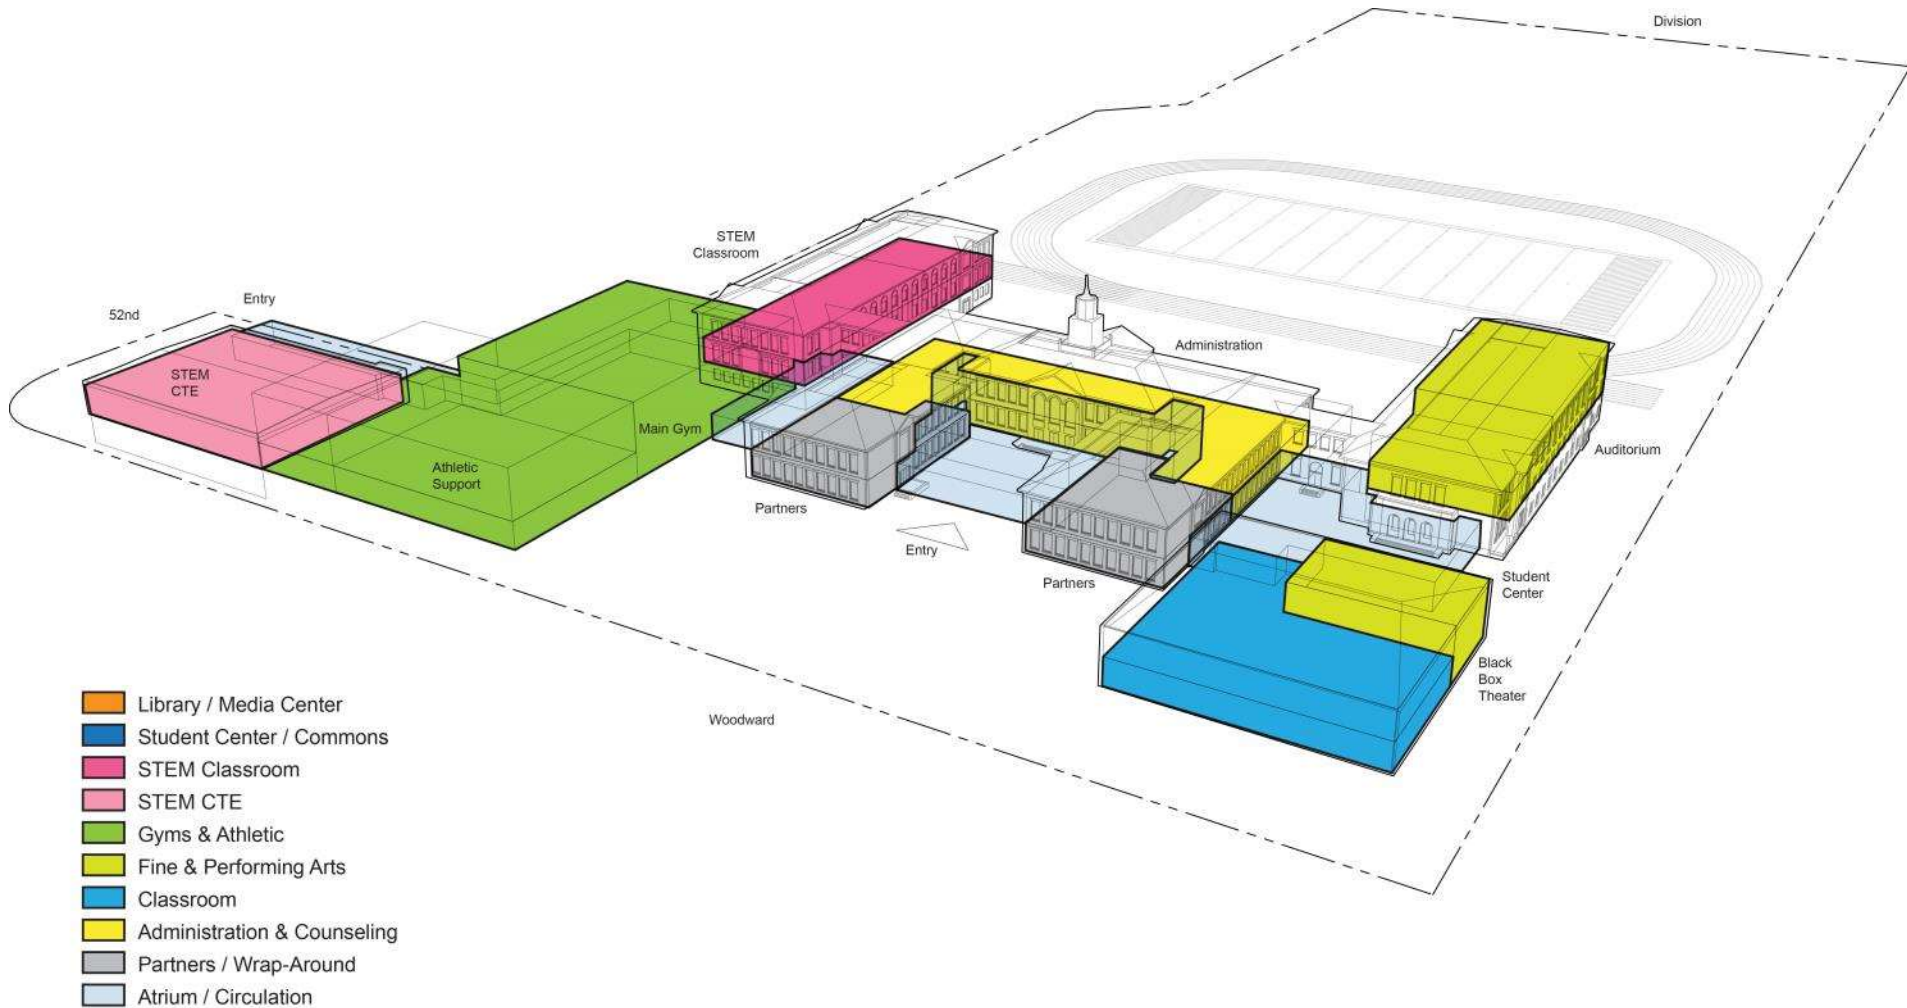 Division
STEM
Classroom
Entry
52nd
Administration
STEM
CTE
Main Gym
Auditorium
Athletic
Support
Partners
Entry
Partners
Student
Center
Black
Box
Theater
Woodward
Library / Media Center
Student Center / Commons
STEM Classroom
STEM CTE
Gyms & Athletic
Fine & Performing Arts
Classroom
Administration & Counseling
Partners / Wrap-Around
Atrium / Circulation